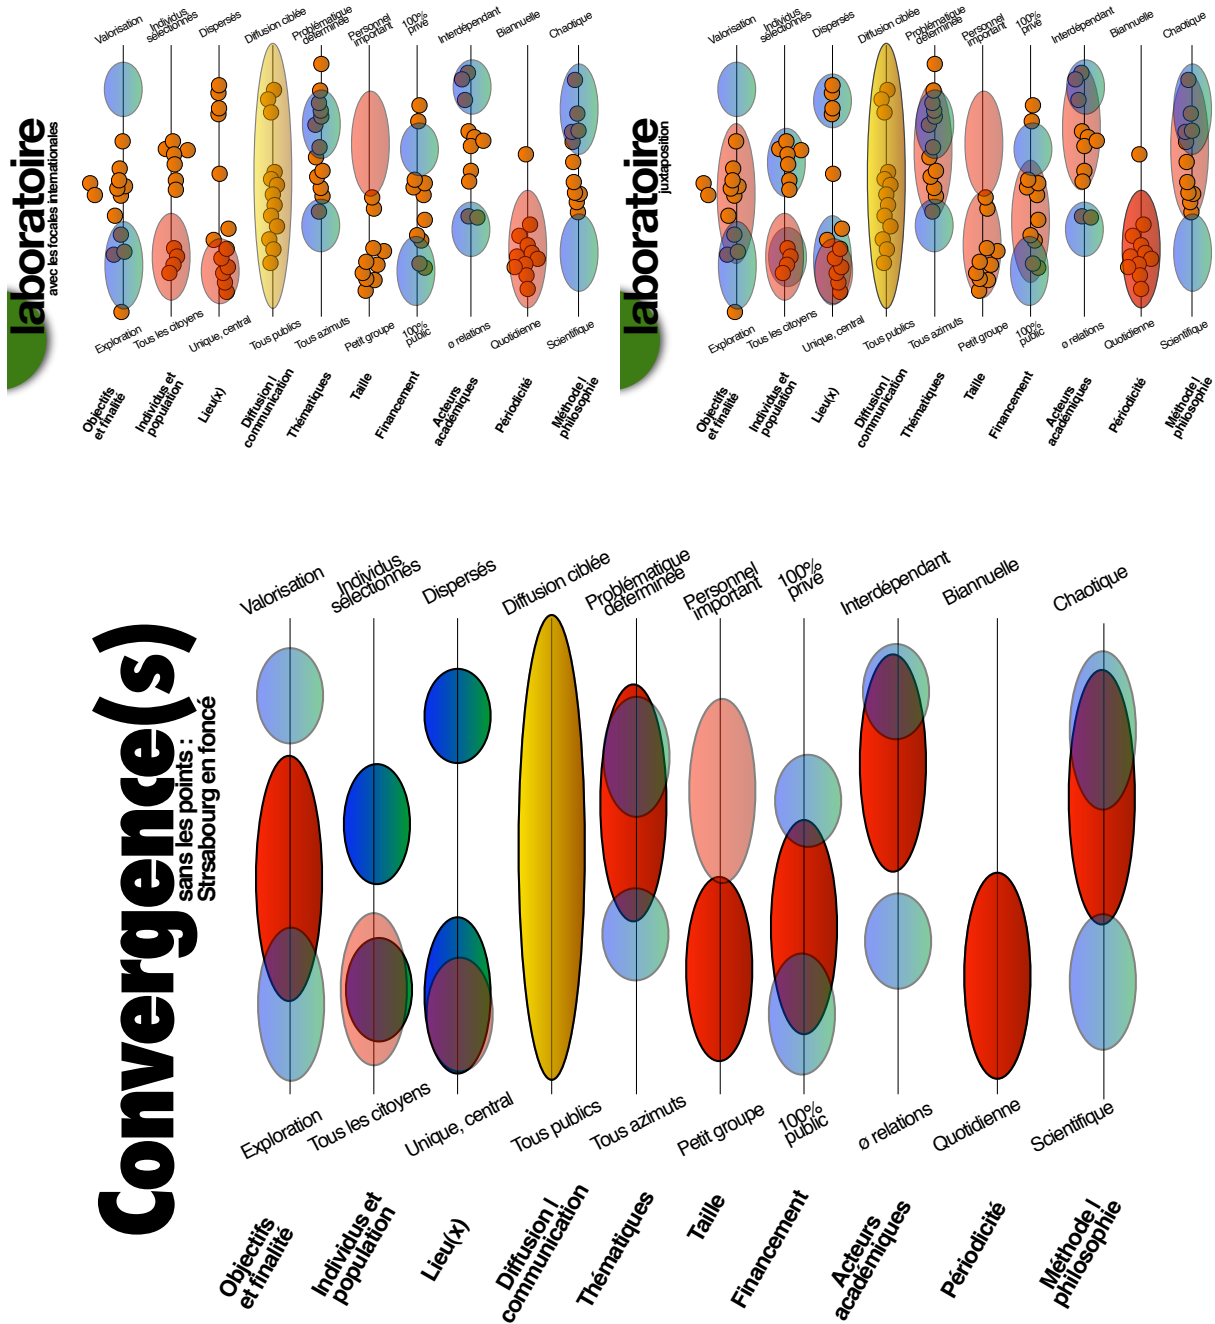 laboratoire
avec les focales internationales
Valorisation
Individus
sélectionnés
Dispersés
Diffusion ciblée
Problématique
déterminée
Personnel
important
100%
privé
Interdépendant
Biannuelle
Chaotique
Exploration
Tous les citoyens
Unique, central
Tous publics
Tous azimuts
Petit groupe
100%
public
ø relations
Quotidienne
Scientifique
Objectifs
et finalité
Individus et
population
Lieu(x)
Diffusion |
communication
Thématiques
Taille
Financement
Acteurs
académiques
Périodicité
Méthode |
philosophie
laboratoire
juxtaposition
Valorisation
Individus
sélectionnés
Dispersés
Diffusion ciblée
Problématique
déterminée
Personnel
important
100%
privé
Interdépendant
Biannuelle
Chaotique
Exploration
Tous les citoyens
Unique, central
Tous publics
Tous azimuts
Petit groupe
100%
public
ø relations
Quotidienne
Scientifique
Objectifs
et finalité
Individus et
population
Lieu(x)
Diffusion |
communication
Thématiques
Taille
Financement
Acteurs
académiques
Périodicité
Méthode |
philosophie
Convergence(s)
sans les points :
Strsabourg en foncé
Valorisation
Individus
sélectionnés
Dispersés
Diffusion ciblée
Problématique
déterminée
Personnel
important
100%
privé
Interdépendant
Biannuelle
Chaotique
Exploration
Tous les citoyens
Unique, central
Tous publics
Tous azimuts
Petit groupe
100%
public
ø relations
Quotidienne
Scientifique
Objectifs
et finalité
Individus et
population
Lieu(x)
Diffusion |
communication
Thématiques
Taille
Financement
Acteurs
académiques
Périodicité
Méthode |
philosophie